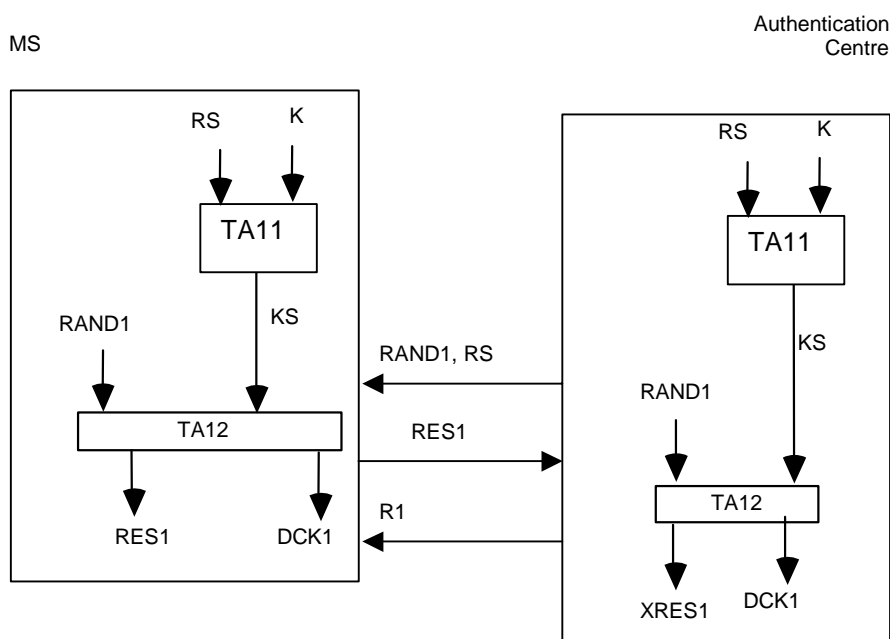 MS
Authentication
Centre
RS
K
TA11
KS
RAND1
TA12
RES1
DCK1
RAND1, RS
RES1
R1
RS
K
TA11
KS
RAND1
TA12
XRES1
DCK1